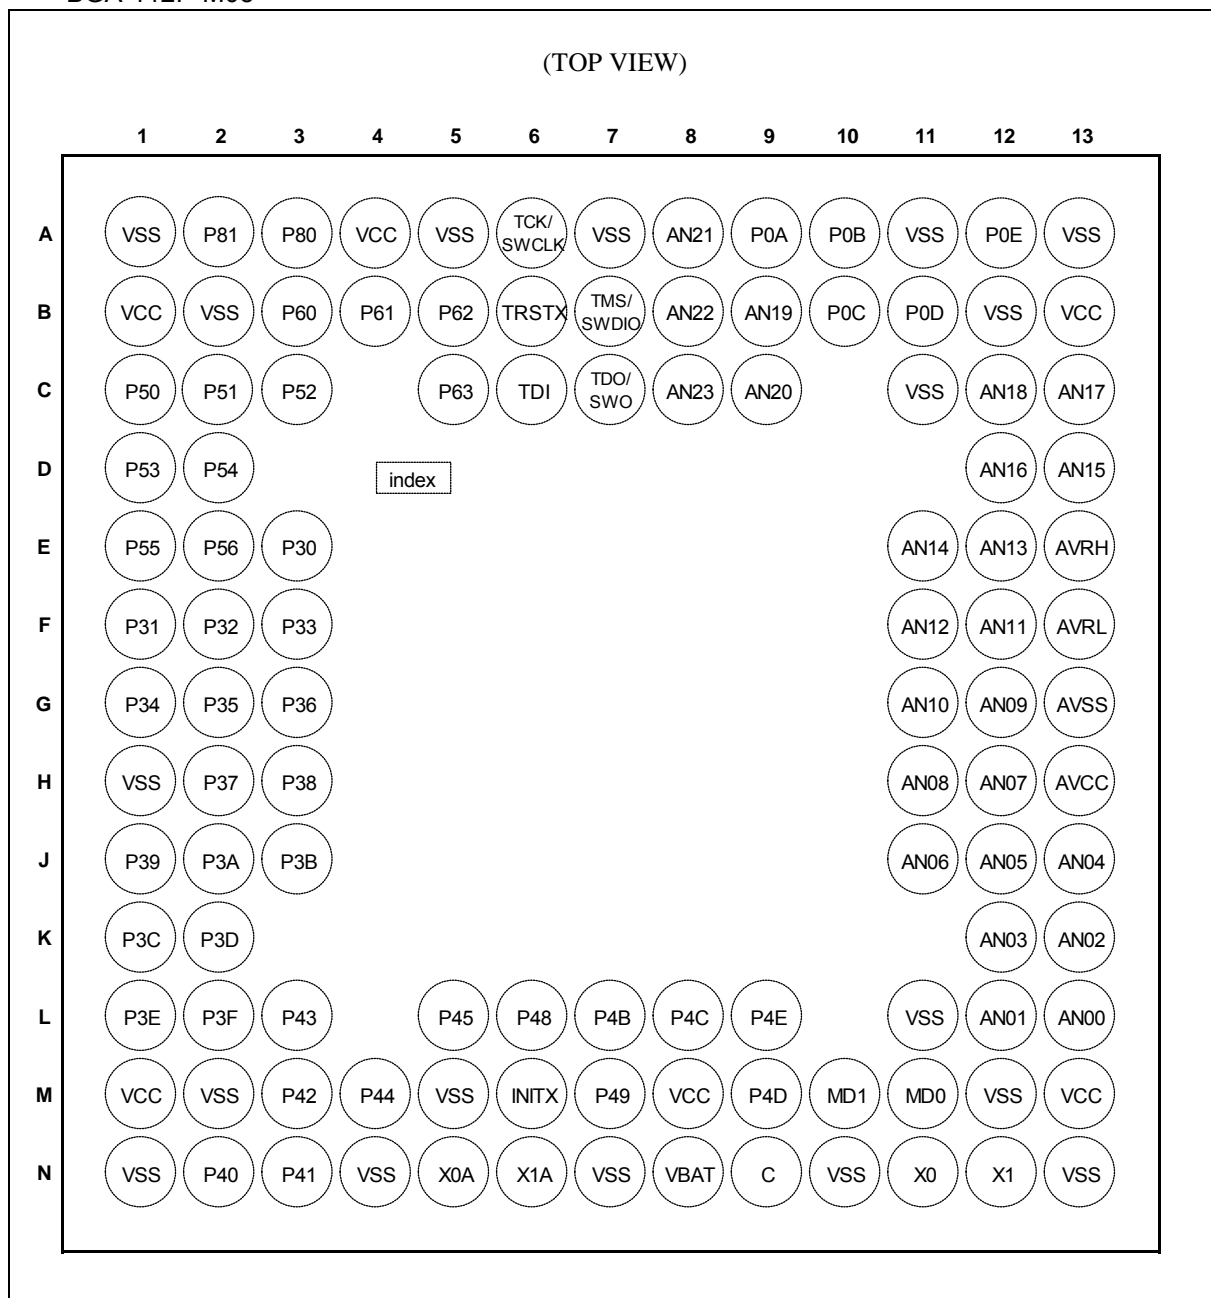 (TOP VIEW)
1 2 3 4 5 6 7 8 9 10 11 12 13
A VSS P81 P80 VCC VSS TCK/ SWCLK VSS AN21 P0A P0B VSS P0E VSS
B VCC VSS P60 P61 P62 TRSTX TMS/ SWDIO AN22 AN19 P0C P0D VSS VCC
C P50 P51 P52 P63 TDI TDO/ SWO AN23 AN20 VSS AN18 AN17
D P53 P54 index AN16 AN15
E P55 P56 P30 AN14 AN13 AVRH
F P31 P32 P33 AN12 AN11 AVRL
G P34 P35 P36 AN10 AN09 AVSS
H VSS P37 P38 AN08 AN07 AVCC
J P39 P3A P3B AN06 AN05 AN04
K P3C P3D AN03 AN02
L P3E P3F P43 P45 P48 P4B P4C P4E VSS AN01 AN00
M VCC VSS P42 P44 VSS INITX P49 VCC P4D MD1 MD0 VSS VCC
N VSS P40 P41 VSS X0A X1A VSS VBAT C VSS X0 X1 VSS